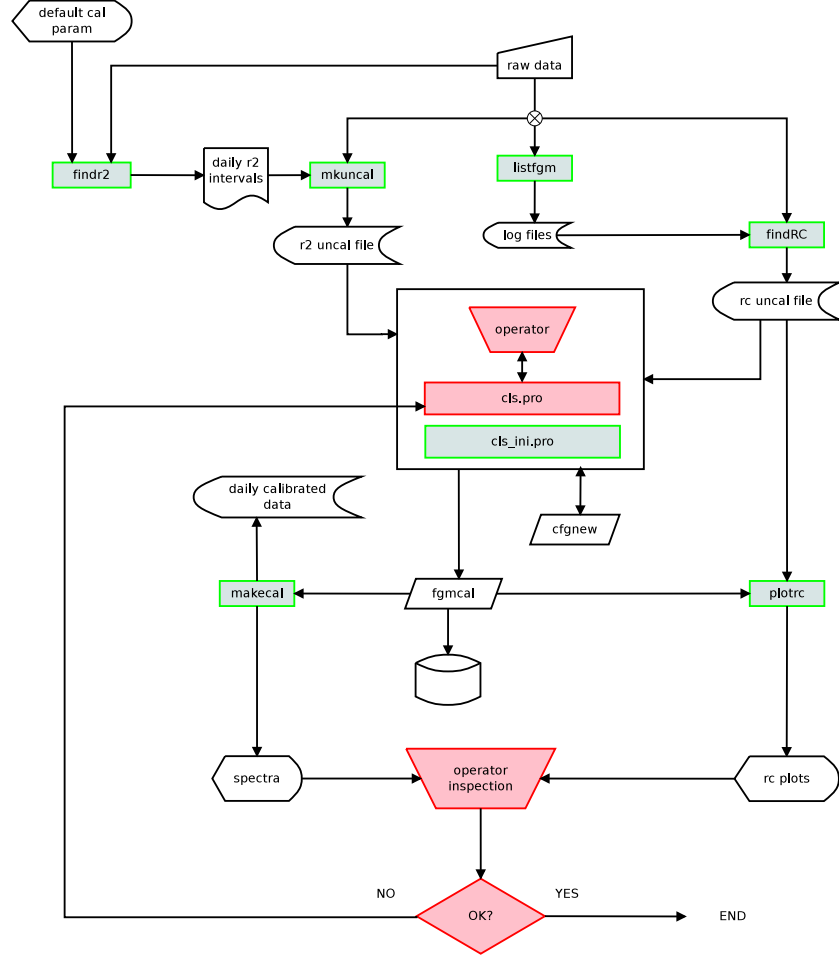 default cal
param
raw data
findr2
daily r2
intervals
mkuncal
listfgm
r2 uncal file
log files
findRC
rc uncal file
operator
cls.pro
cls_ini.pro
daily calibrated
data
cfgnew
makecal
fgmcal
plotrc
spectra
operator
inspection
rc plots
NO
YES
OK?
END